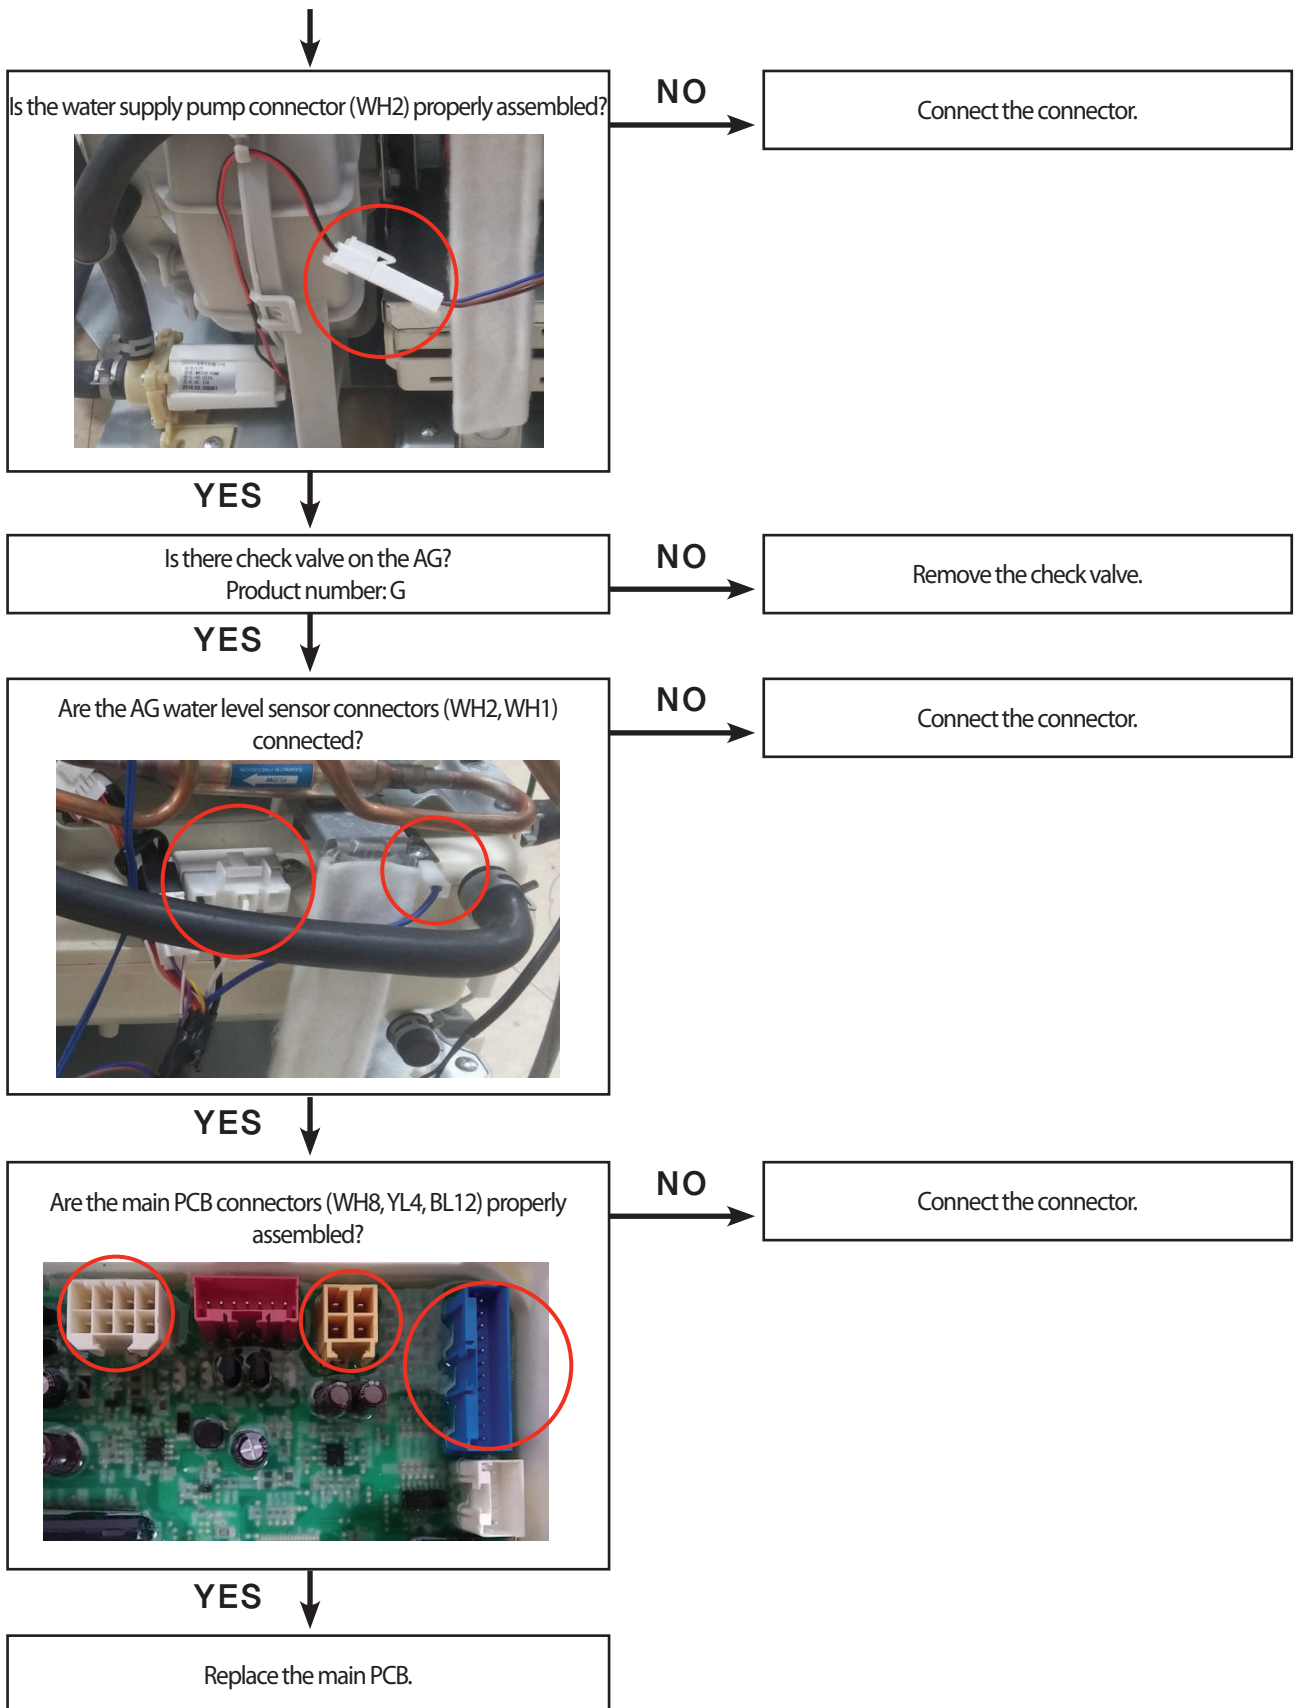 Is the water supply pump connector (WH2) properly assembled?
NO
Connect the connector.
YES
Is there check valve on the AG?
Product number: G
NO
Remove the check valve.
YES
Are the AG water level sensor connectors (WH2, WH1)
connected?
NO
Connect the connector.
FLOW
YES
Are the main PCB connectors (WH8, YL4, BL12) properly
assembled?
NO
Connect the connector.
YES
Replace the main PCB.